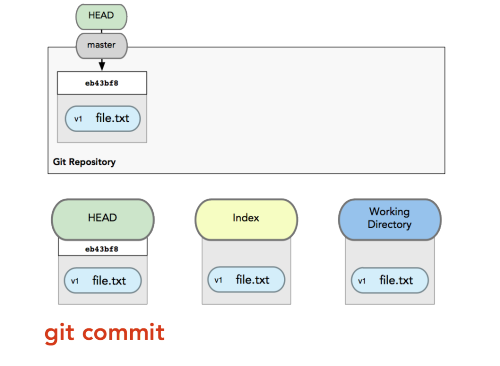 HEAD
master
eb43bf8
v1 file.txt
Git Repository
HEAD
eb43bf8
v1 file.txt
Index
v1 file.txt
Working
Directory
v1 file.txt
git commit